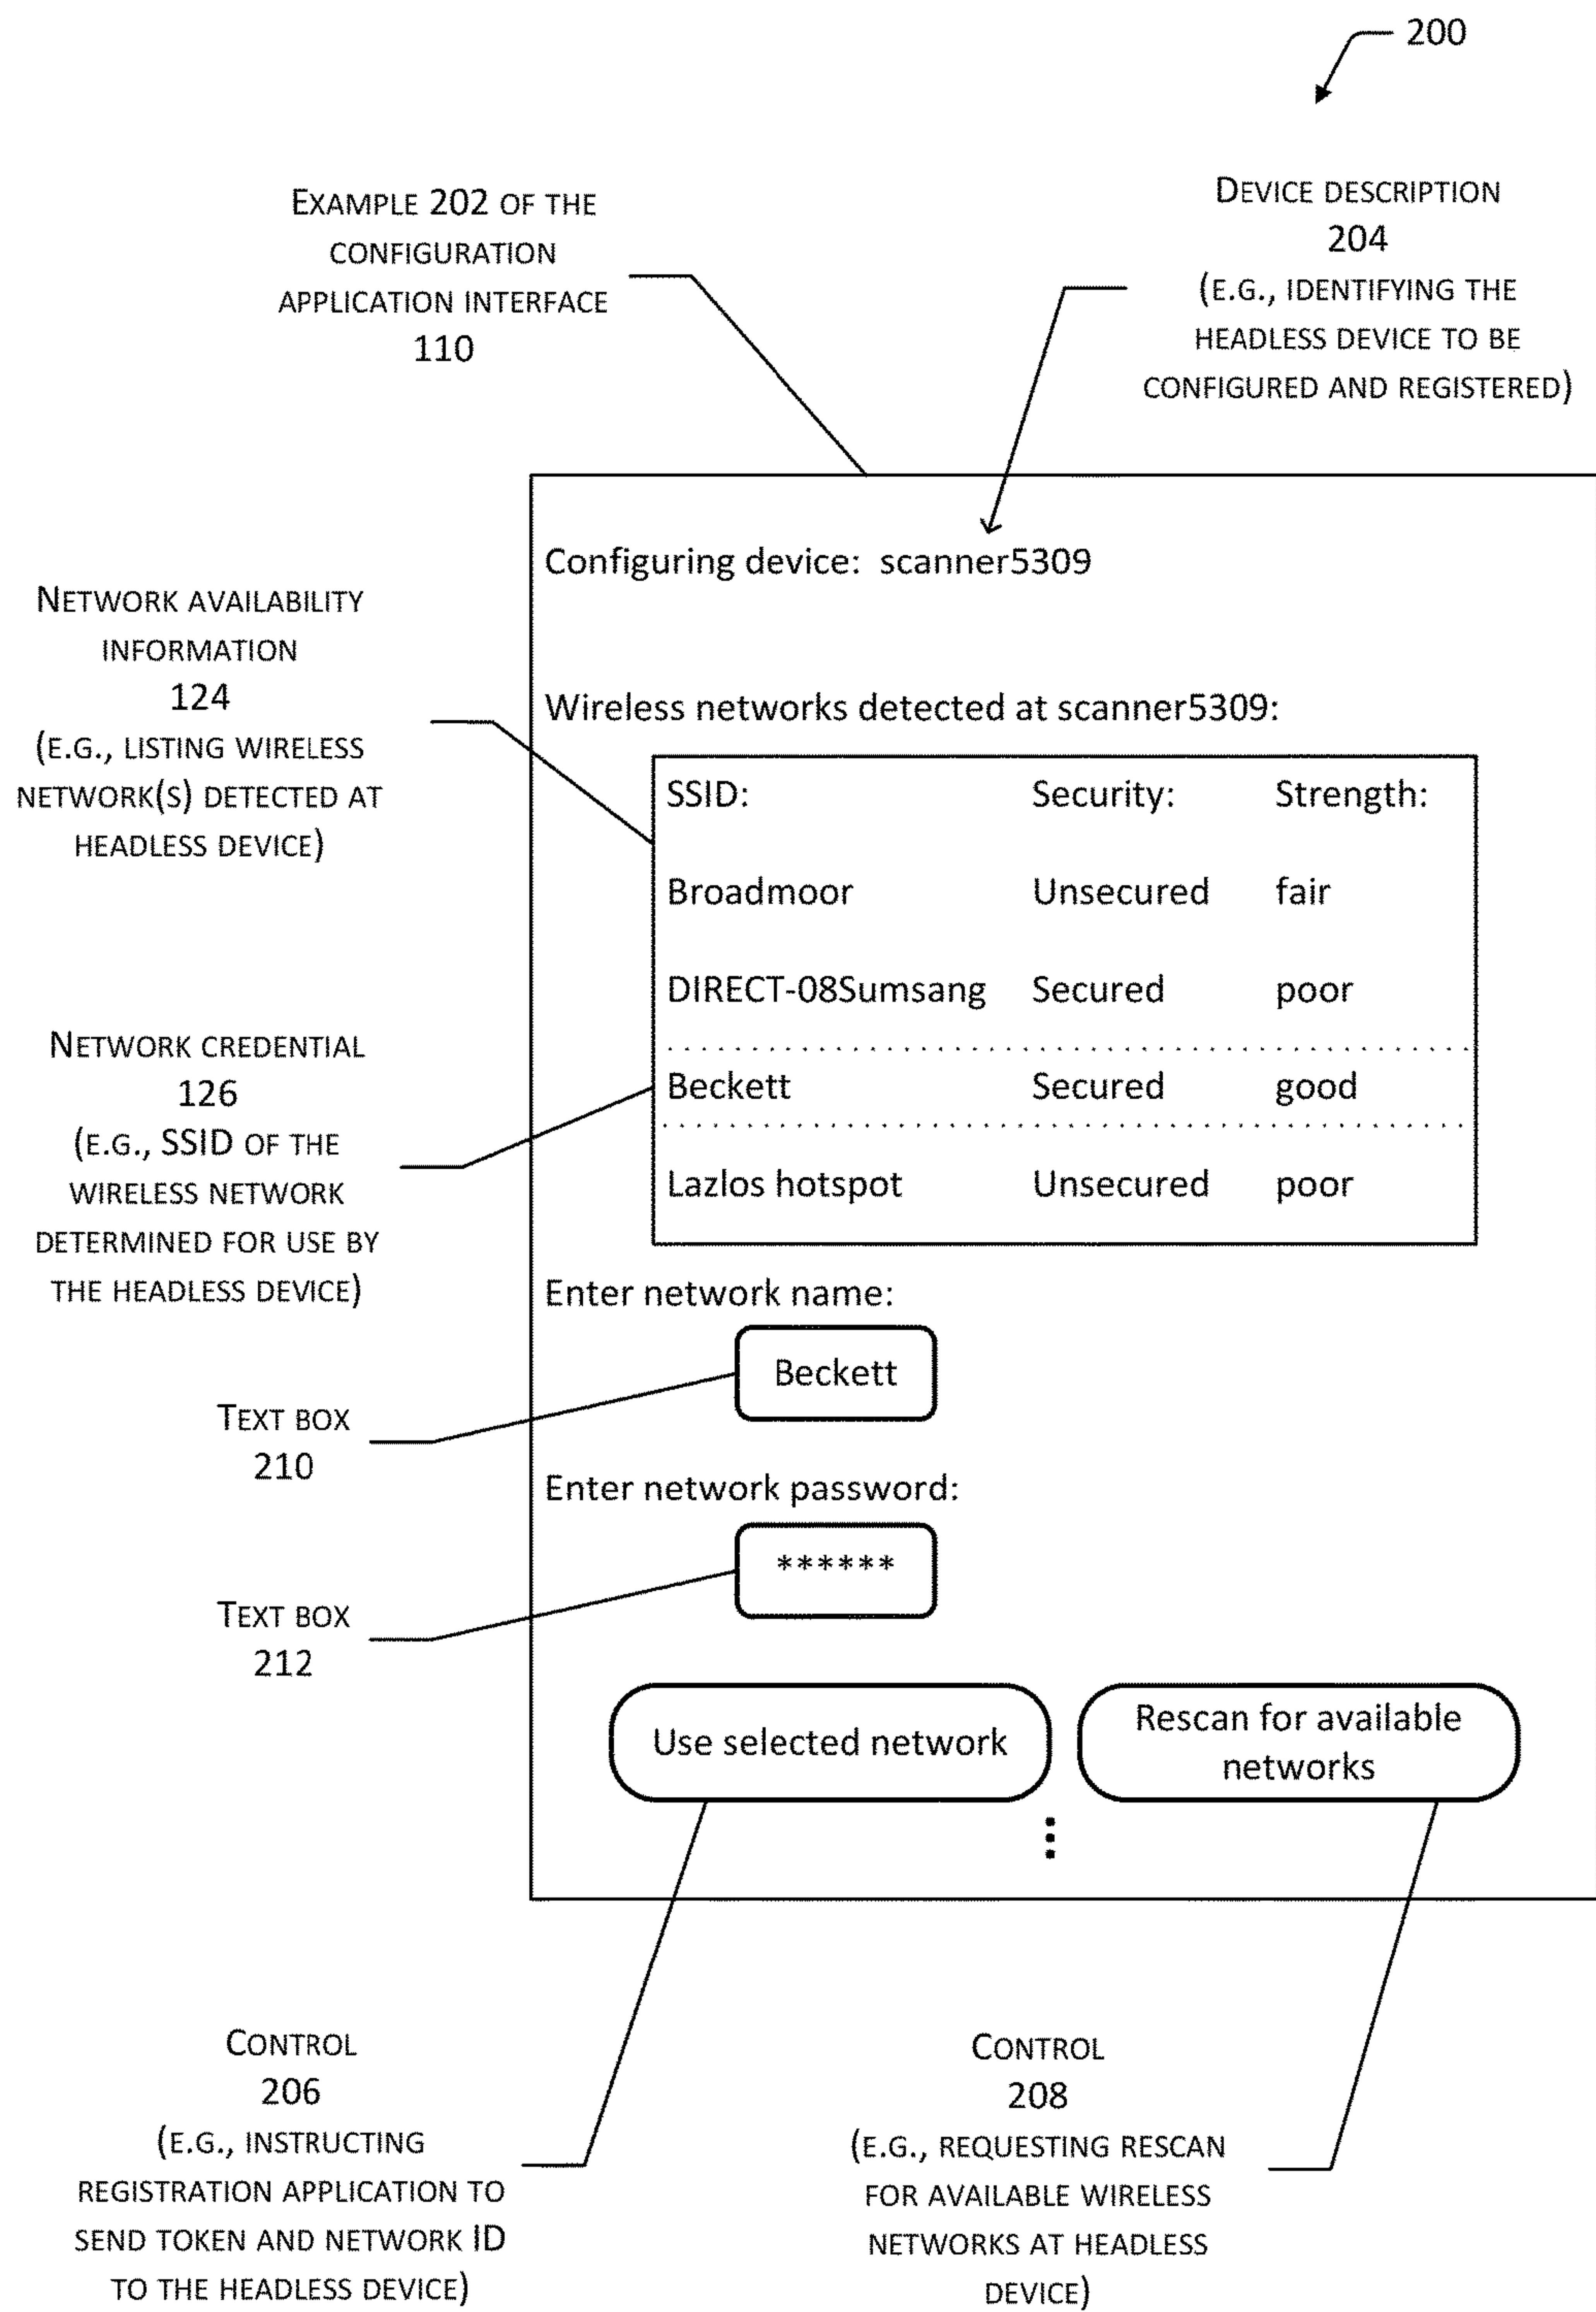 200
EXAMPLE 202 OF THE
CONFIGURATION
APPLICATION INTERFACE
110
DEVICE DESCRIPTION
204
(E.G., IDENTIFYING THE
HEADLESS DEVICE TO BE
CONFIGURED AND REGISTERED)
Configuring device: scanner5309
NETWORK AVAILABILITY
INFORMATION
124
(E.G., LISTING WIRELESS
NETWORK(S) DETECTED AT
HEADLESS DEVICE)
Wireless networks detected at scanner5309:
SSID: Security: Strength:
Broadmoor Unsecured fair
DIRECT-08Sumsang Secured poor
Beckett Secured good
Lazlos hotspot Unsecured poor
NETWORK CREDENTIAL
126
(E.G., SSID OF THE
WIRELESS NETWORK
DETERMINED FOR USE BY
THE HEADLESS DEVICE)
Enter network name:
Beckett
TEXT BOX
210
Enter network password:
******
TEXT BOX
212
Use selected network
Rescan for available
networks
CONTROL
206
(E.G., INSTRUCTING
REGISTRATION APPLICATION TO
SEND TOKEN AND NETWORK ID
TO THE HEADLESS DEVICE)
CONTROL
208
(E.G., REQUESTING RESCAN
FOR AVAILABLE WIRELESS
NETWORKS AT HEADLESS
DEVICE)